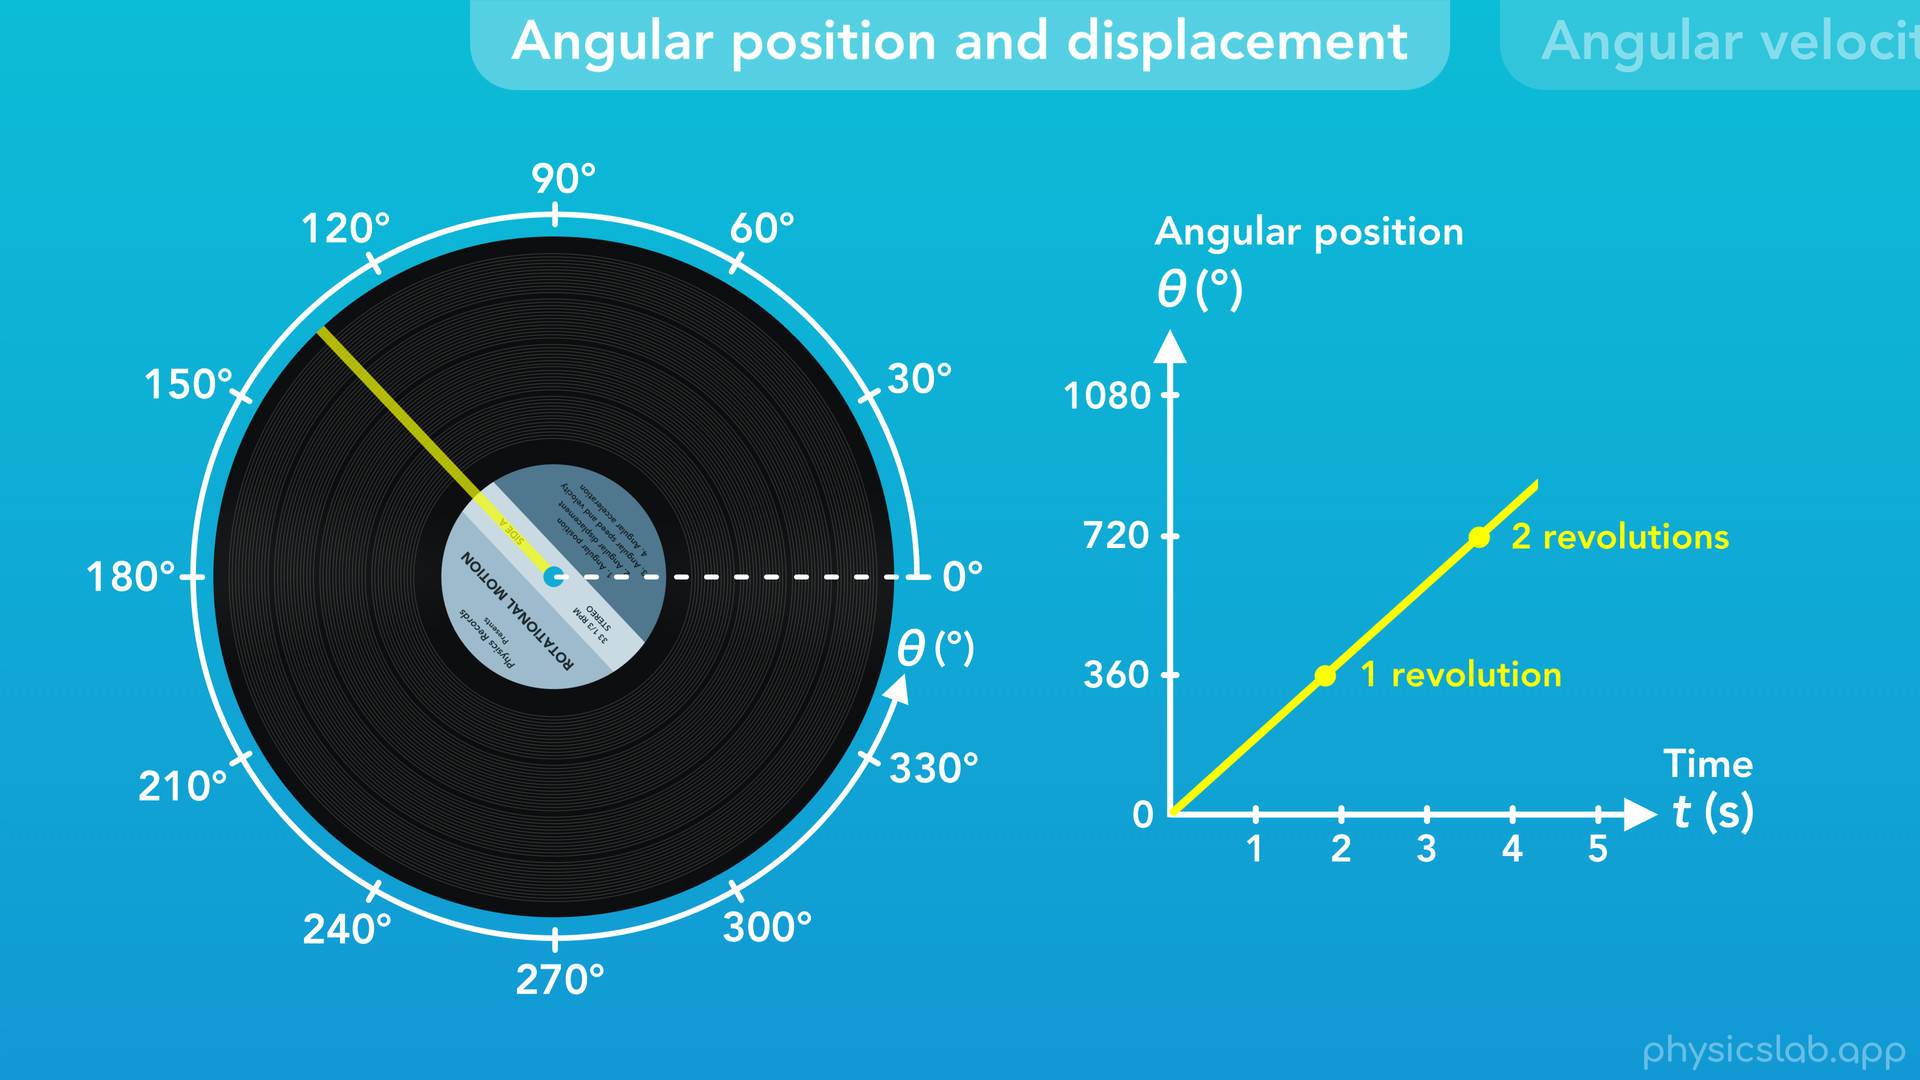 Angular position and displacement
Angular velocit
90°
120°
60°
150°
30°
180°
0°
θ (°)
210°
330°
240°
300°
270°
SIDE A
1. Angular position
2. Angular displacement
3. Angular speed and velocity
4. Angular acceleration
33 1/3 RPM
STEREO
ROTATIONAL MOTION
Presents
Physics Records
Angular position
θ (°)
1080
720
360
0
2 revolutions
1 revolution
1
2
3
4
5
Time
t (s)
physicslab.app